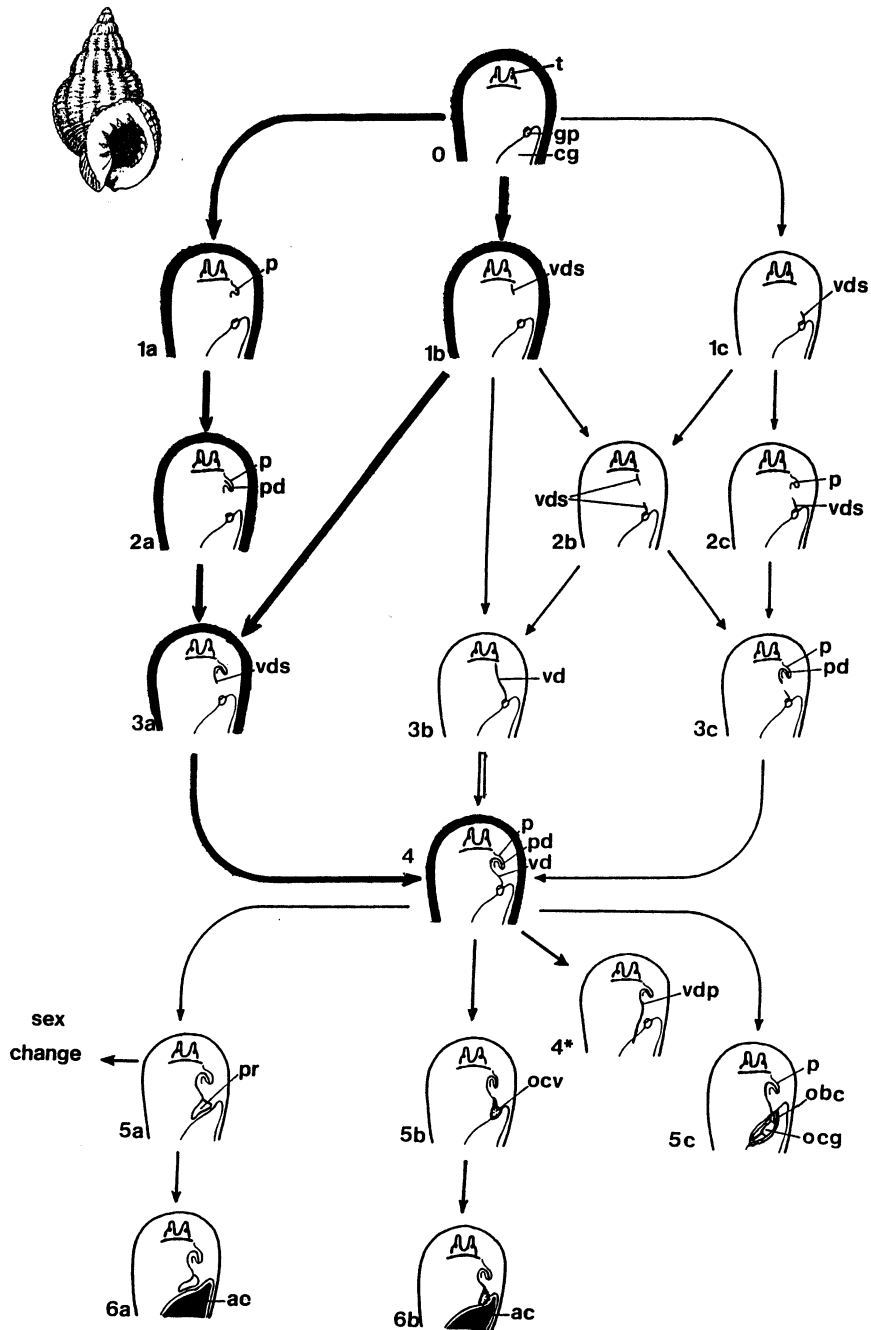 t
gp
cg
0
p
1a
vds
1b
vds
1c
p
pd
2a
vds
2b
p
vds
2c
vds
3a
vd
3b
p
pd
3c
4
p
pd
vd
vdp
4*
sex
change
pr
5a
ocv
5b
p
obc
ocg
5c
ac
6a
ac
6b